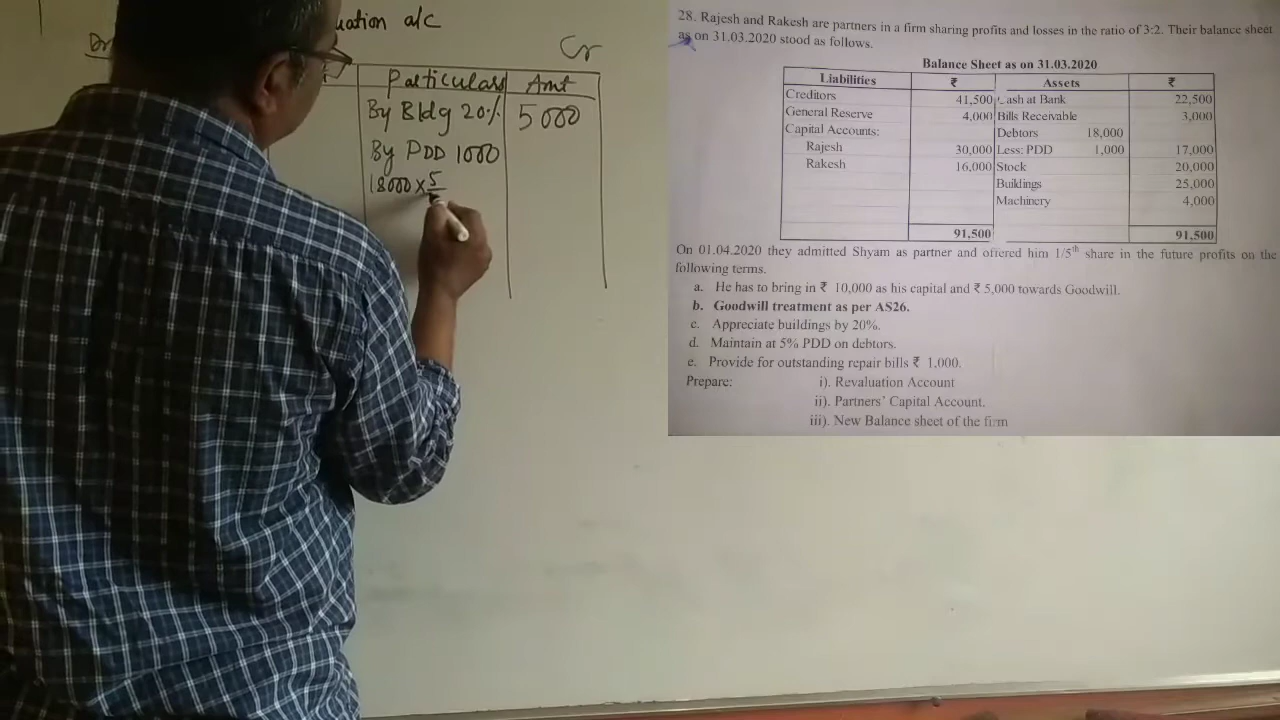 uation a/c
Dr
Cr
Particulars Amt
By Bldg 20% 5000
By PDD 1000
18000 x 5
28. Rajesh and Rakesh are partners in a firm sharing profits and losses in the ratio of 3:2. Their balance sheet
as on 31.03.2020 stood as follows.
Balance Sheet as on 31.03.2020
Liabilities ₹ Assets ₹
Creditors 41,500 Cash at Bank 22,500
General Reserve 4,000 Bills Receivable 3,000
Capital Accounts: Debtors 18,000
Rajesh 30,000 Less: PDD 1,000 17,000
Rakesh 16,000 Stock 20,000
Buildings 25,000
Machinery 4,000
91,500 91,500
On 01.04.2020 they admitted Shyam as partner and offered him 1/5th share in the future profits on the
following terms.
a. He has to bring in ₹ 10,000 as his capital and ₹ 5,000 towards Goodwill.
b. Goodwill treatment as per AS26.
c. Appreciate buildings by 20%.
d. Maintain at 5% PDD on debtors.
e. Provide for outstanding repair bills ₹ 1,000.
Prepare: i). Revaluation Account
ii). Partners' Capital Account.
iii). New Balance sheet of the firm